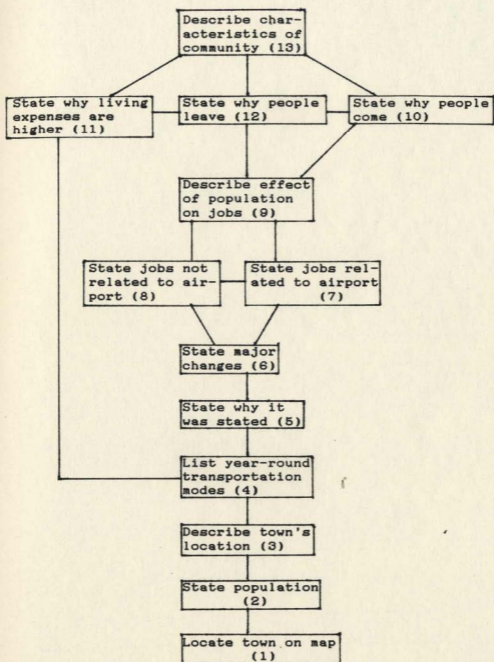 Describe char-
acteristics of
community (13)
State why living
expenses are
higher (11)
State why people
leave (12)
State why people
come (10)
Describe effect
of population
on jobs (9)
State jobs not
related to air-
port (8)
State jobs rel-
ated to airport
(7)
State major
changes (6)
State why it
was stated (5)
List year-round
transportation
modes (4)
Describe town's
location (3)
State population
(2)
Locate town on map
(1)